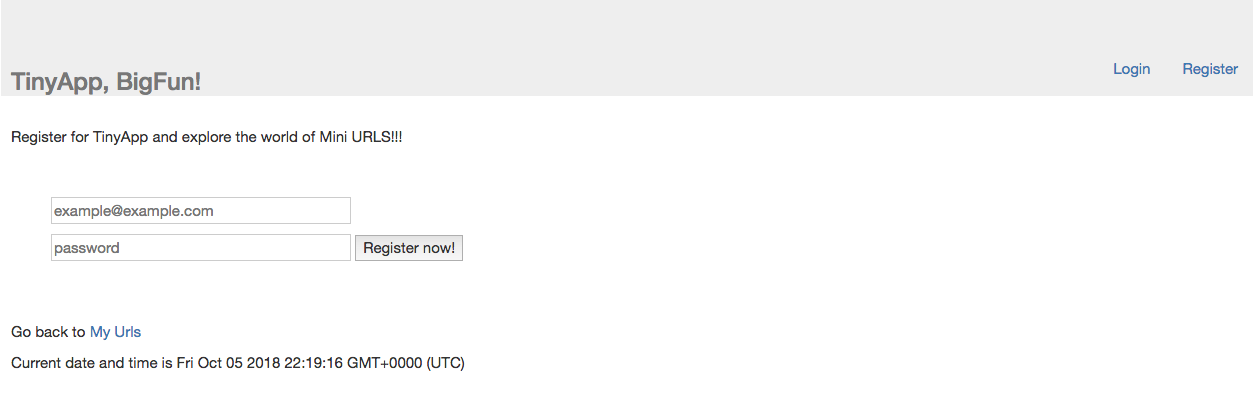 TinyApp, BigFun!
Login
Register
Register for TinyApp and explore the world of Mini URLS!!!
example@example.com
password
Register now!
Go back to My Urls
Current date and time is Fri Oct 05 2018 22:19:16 GMT+0000 (UTC)